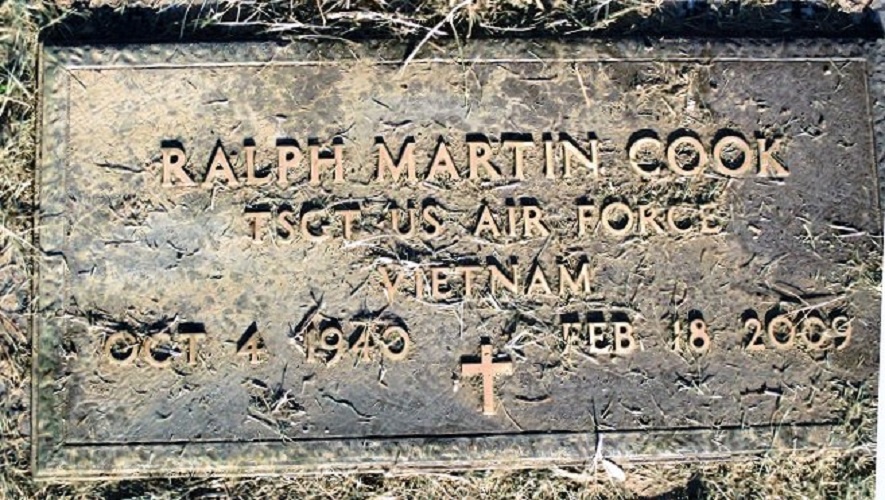 RALPH MARTIN COOK
TSGT US AIR FORCE
VIETNAM
OCT 4 1940 FEB 18 2009